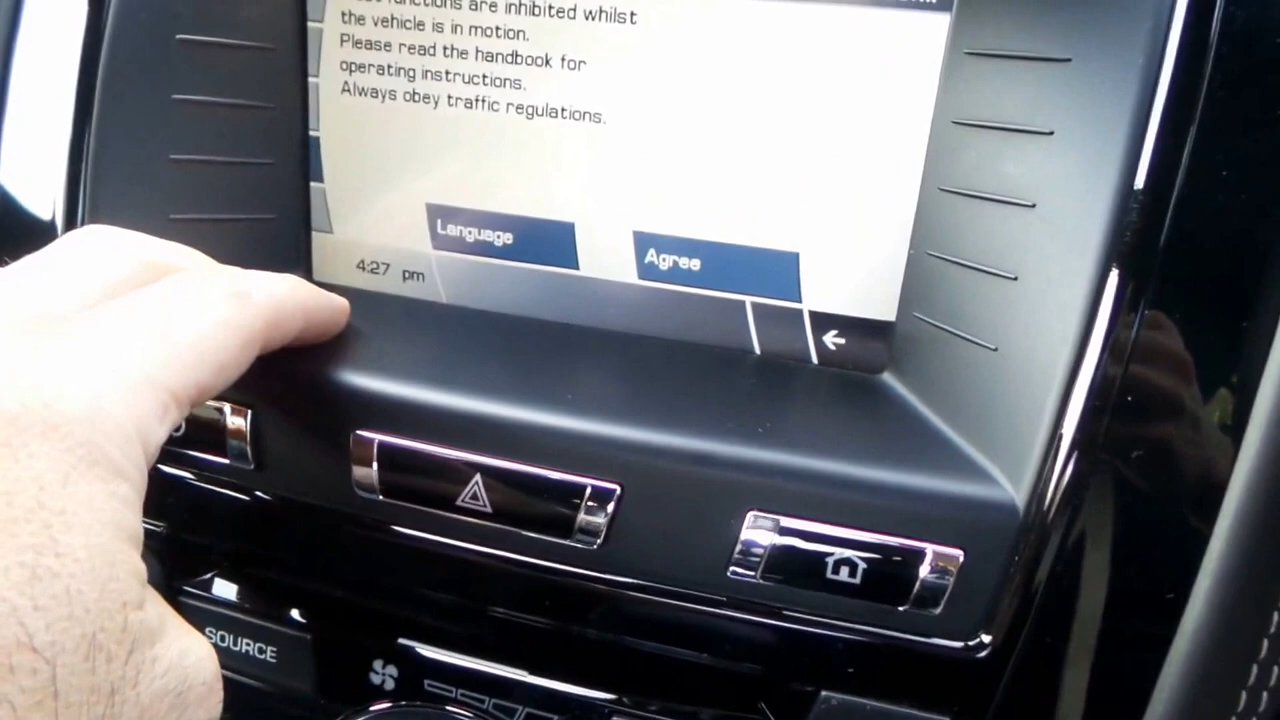 functions are inhibited whilst
the vehicle is in motion.
Please read the handbook for
operating instructions.
Always obey traffic regulations.
Language
Agree
4:27 pm
SOURCE